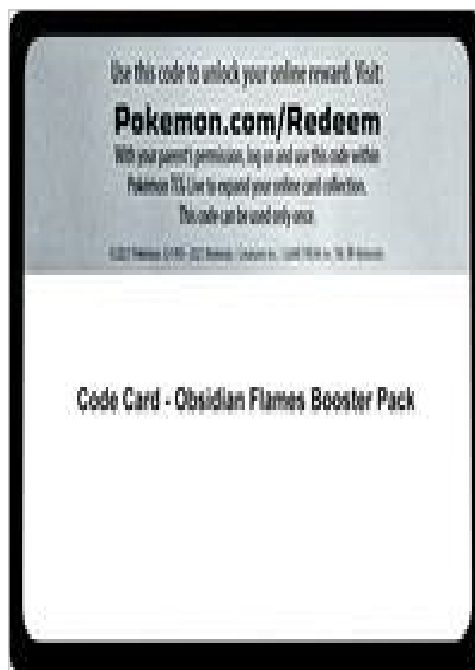 Use this code to unlock your online reward. Visit:
Pokemon.com/Redeem
With your parent's permission, log on and use this code within
Pokémon TCG Live to expand your online card collection.
This code can be used only once.
Code Card - Obsidian Flames Booster Pack